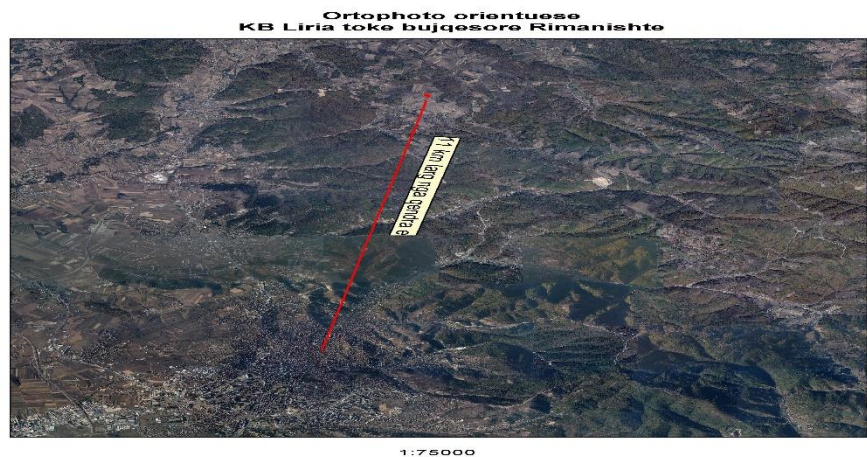 Ortophoto orientuese
KB Liria toke bujqesore Rimanishte
11 km larg nga qendra e
1:75000